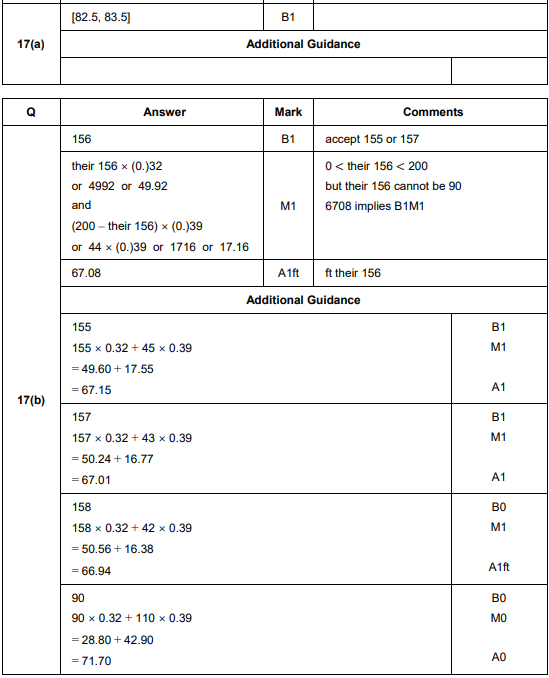 [82.5, 83.5] B1
17(a) Additional Guidance
Q Answer Mark Comments
156 B1 accept 155 or 157
their 156 × (0.)32 0 < their 156 < 200
or 4992 or 49.92 but their 156 cannot be 90
and M1 6708 implies B1M1
(200 – their 156) × (0.)39
or 44 × (0.)39 or 1716 or 17.16
67.08 A1ft ft their 156
Additional Guidance
17(b)
155 B1
155 × 0.32 + 45 × 0.39 M1
= 49.60 + 17.55
= 67.15 A1
157 B1
157 × 0.32 + 43 × 0.39 M1
= 50.24 + 16.77
= 67.01 A1
158 B0
158 × 0.32 + 42 × 0.39 M1
= 50.56 + 16.38
= 66.94 A1ft
90 B0
90 × 0.32 + 110 × 0.39 M0
= 28.80 + 42.90
= 71.70 A0